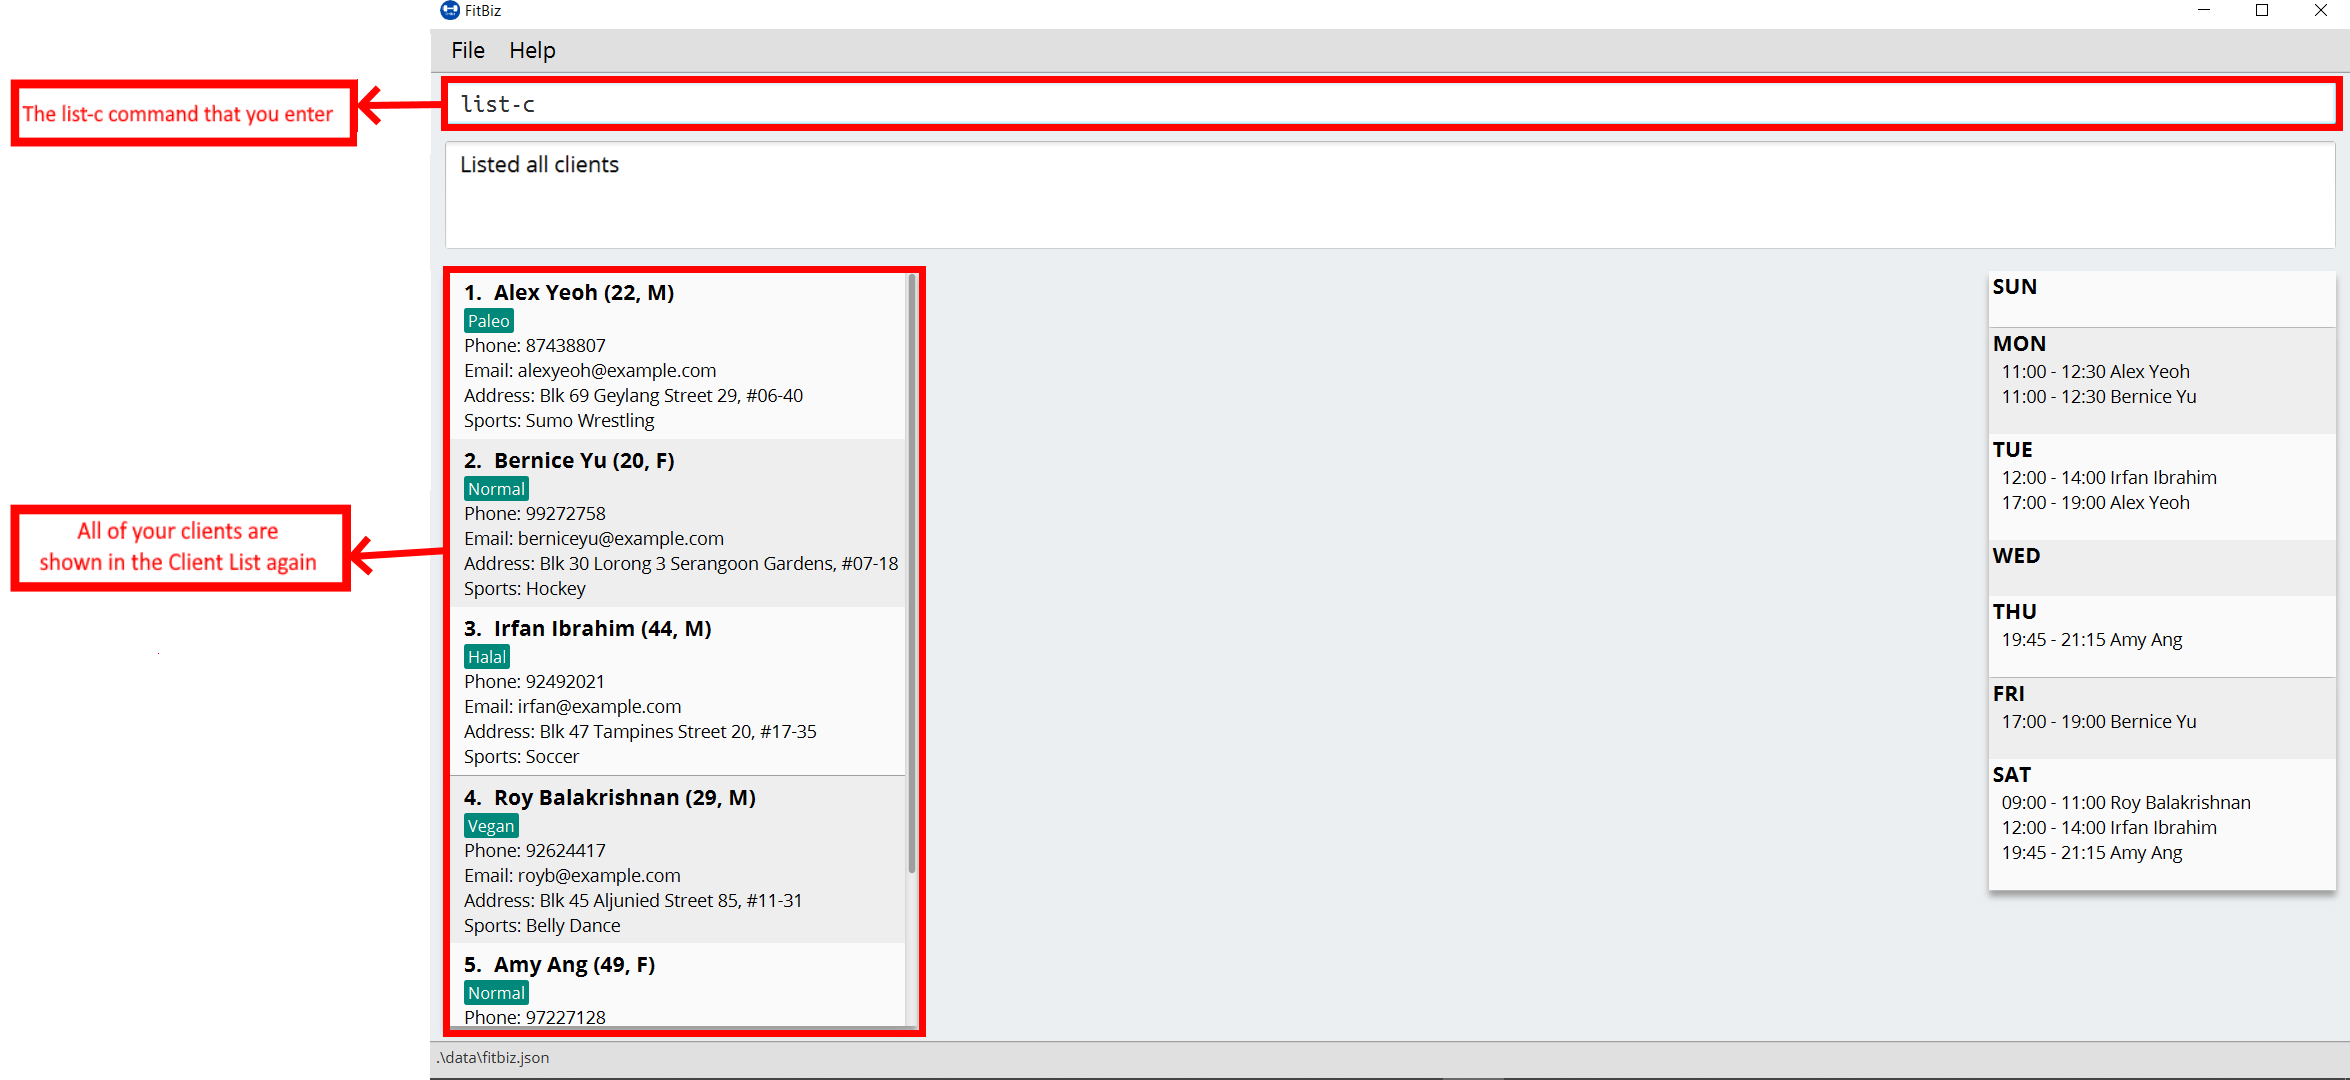 FitBiz
File Help
The list-c command that you enter
list-c
Listed all clients
1. Alex Yeoh (22, M)
Paleo
Phone: 87438807
Email: alexyeoh@example.com
Address: Blk 69 Geylang Street 29, #06-40
Sports: Sumo Wrestling
2. Bernice Yu (20, F)
Normal
Phone: 99272758
Email: berniceyu@example.com
Address: Blk 30 Lorong 3 Serangoon Gardens, #07-18
Sports: Hockey
All of your clients are
shown in the Client List again
3. Irfan Ibrahim (44, M)
Halal
Phone: 92492021
Email: irfan@example.com
Address: Blk 47 Tampines Street 20, #17-35
Sports: Soccer
4. Roy Balakrishnan (29, M)
Vegan
Phone: 92624417
Email: royb@example.com
Address: Blk 45 Aljunied Street 85, #11-31
Sports: Belly Dance
5. Amy Ang (49, F)
Normal
Phone: 97227128
SUN
MON
11:00 - 12:30 Alex Yeoh
11:00 - 12:30 Bernice Yu
TUE
12:00 - 14:00 Irfan Ibrahim
17:00 - 19:00 Alex Yeoh
WED
THU
19:45 - 21:15 Amy Ang
FRI
17:00 - 19:00 Bernice Yu
SAT
09:00 - 11:00 Roy Balakrishnan
12:00 - 14:00 Irfan Ibrahim
19:45 - 21:15 Amy Ang
.\data\fitbiz.json